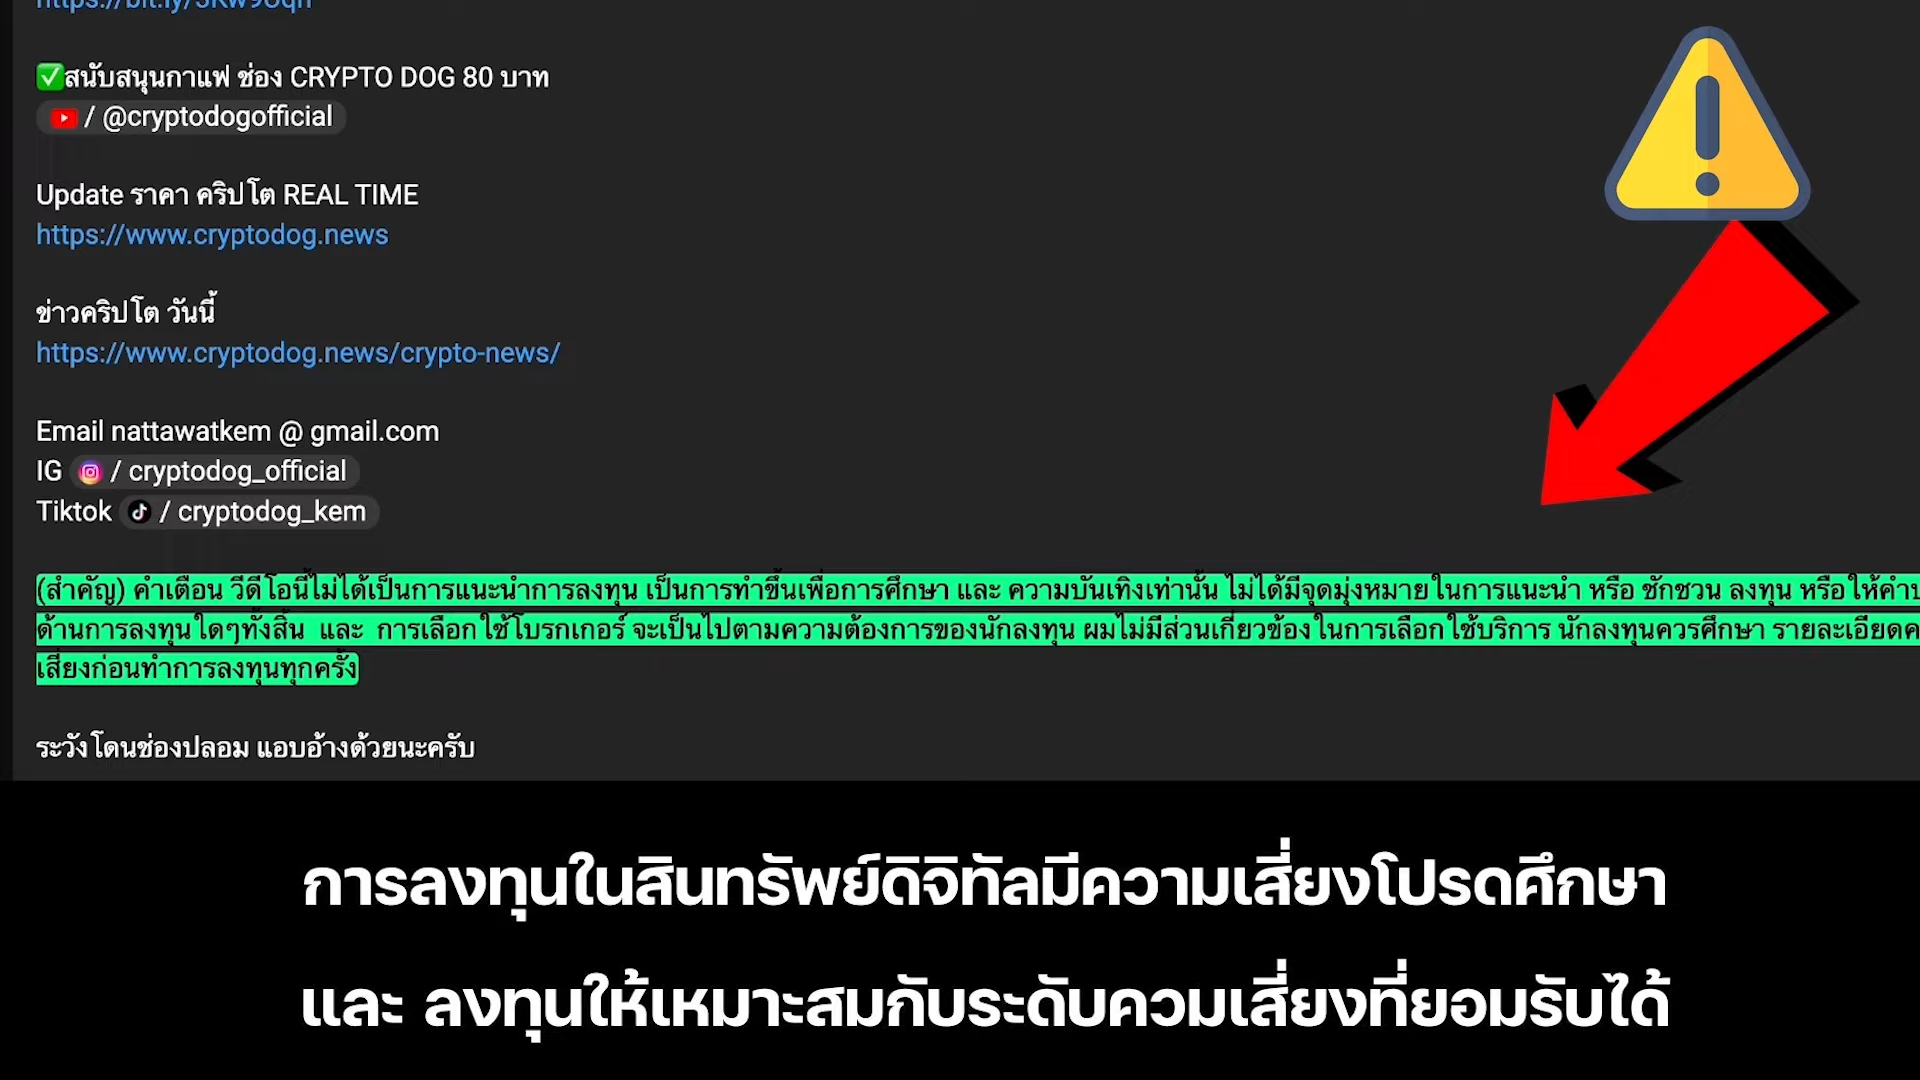 ✅สนับสนุนกาแฟ ช่อง CRYPTO DOG 80 บาท
/ @cryptodogofficial
Update ราคา คริปโต REAL TIME
https://www.cryptodog.news
ข่าวคริปโต วันนี้
https://www.cryptodog.news/crypto-news/
Email nattawatkem @ gmail.com
IG / cryptodog_official
Tiktok / cryptodog_kem
(สำคัญ) คำเตือน วีดีโอนี้ไม่ได้เป็นการแนะนำการลงทุน เป็นการทำขึ้นเพื่อการศึกษา และ ความบันเทิงเท่านั้น ไม่ได้มีจุดมุ่งหมายในการแนะนำ หรือ ชักชวน ลงทุน หรือให้
ด้านการลงทุนใดๆทั้งสิ้น และ การเลือกใช้โบรกเกอร์ จะเป็นไปตามความต้องการของนักลงทุน ผมไม่มีส่วนเกี่ยวข้องในการเลือกใช้บริการ นักลงทุนควรศึกษา รายละเอียด
เสี่ยงก่อนทำการลงทุนทุกครั้ง
ระวังโดนช่องปลอม แอบอ้างด้วยนะครับ
การลงทุนในสินทรัพย์ดิจิทัลมีความเสี่ยงโปรดศึกษา
และ ลงทุนให้เหมาะสมกับระดับควมเสี่ยงที่ยอมรับได้